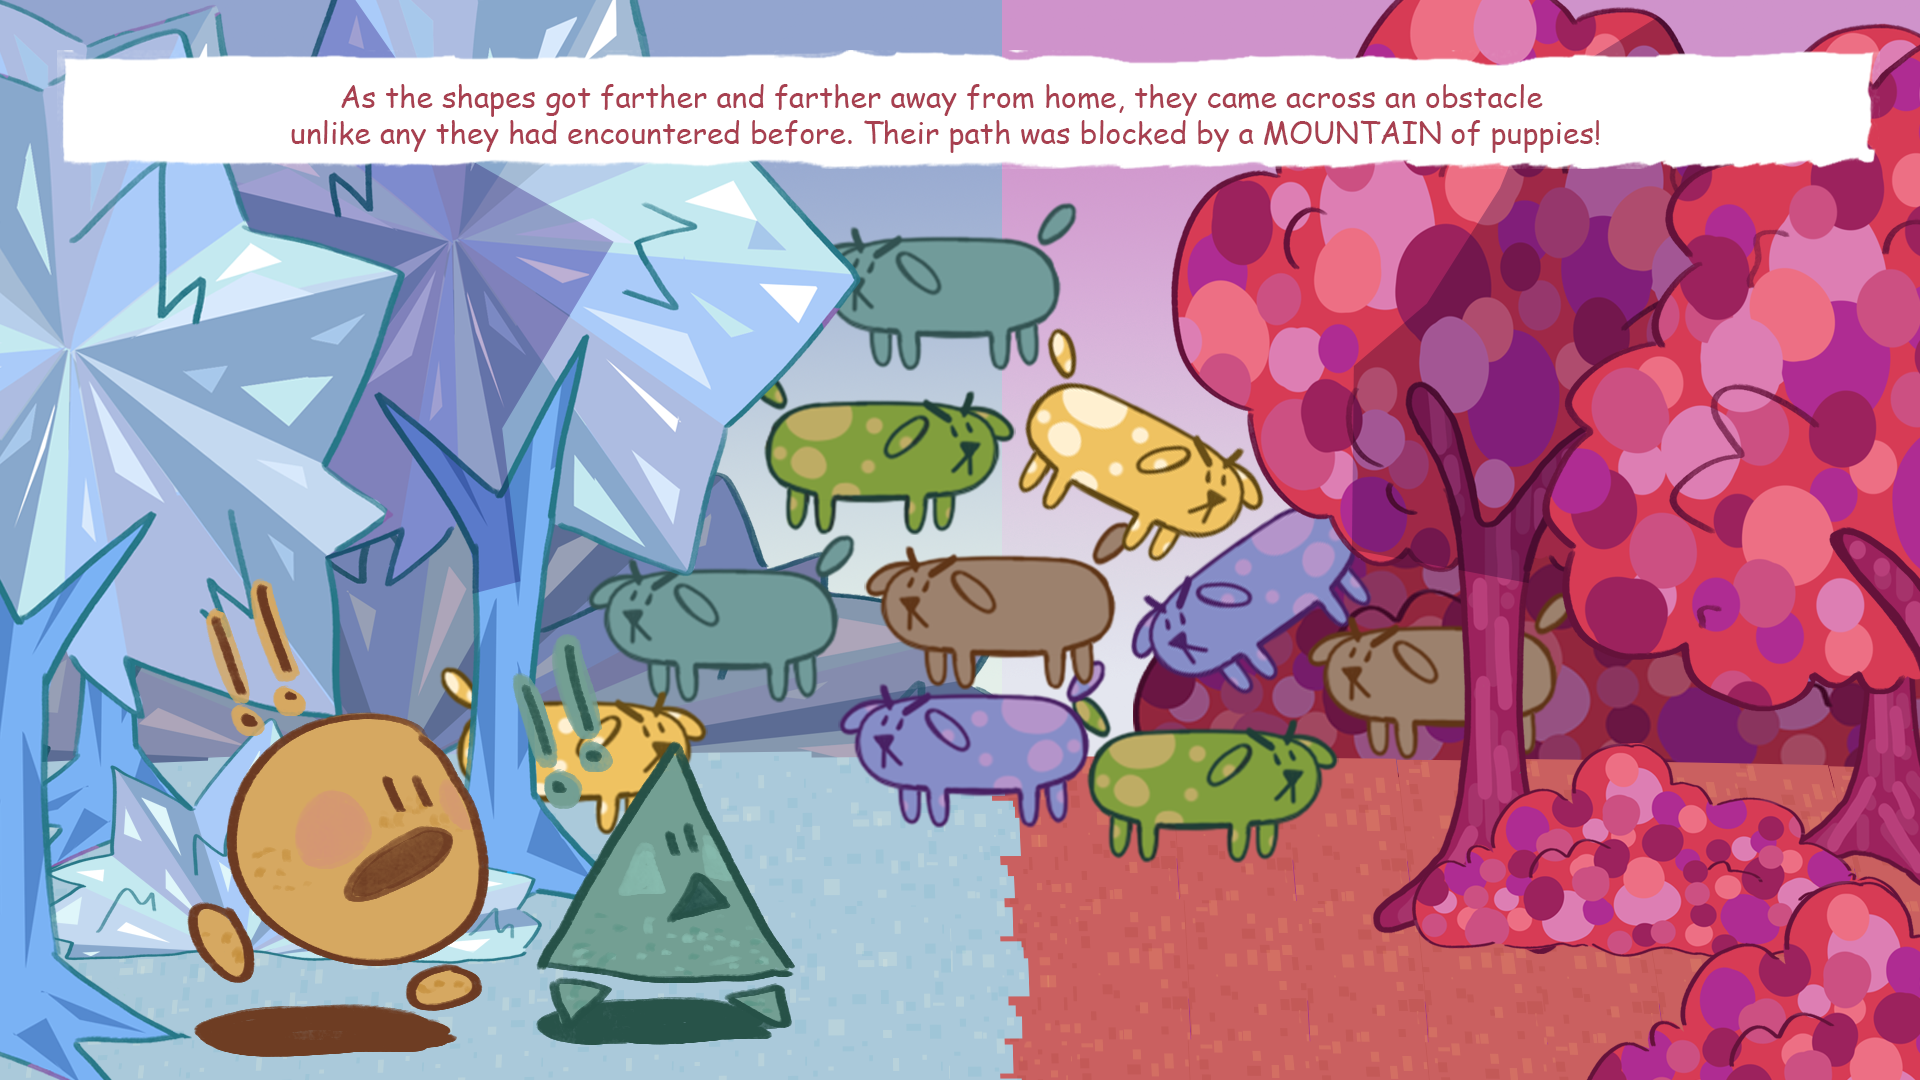 As the shapes got farther and farther away from home, they came across an obstacle
unlike any they had encountered before. Their path was blocked by a MOUNTAIN of puppies!